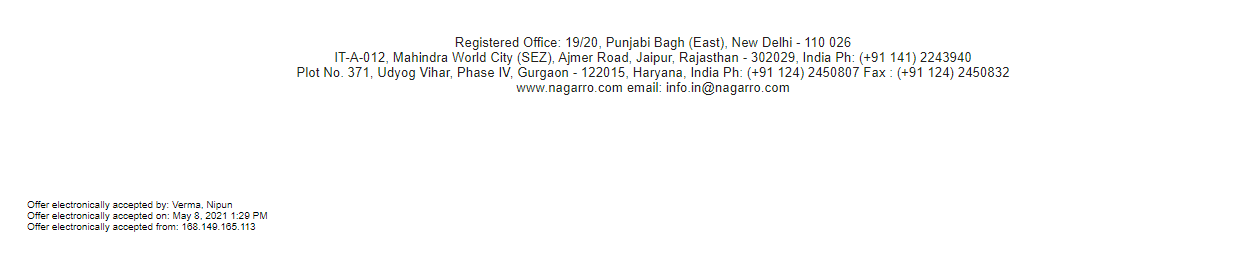 Registered Office: 19/20, Punjabi Bagh (East), New Delhi - 110 026
IT-A-012, Mahindra World City (SEZ), Ajmer Road, Jaipur, Rajasthan - 302029, India Ph: (+91 141) 2243940
Plot No. 371, Udyog Vihar, Phase IV, Gurgaon - 122015, Haryana, India Ph: (+91 124) 2450807 Fax : (+91 124) 2450832
www.nagarro.com email: info.in@nagarro.com
Offer electronically accepted by: Verma, Nipun
Offer electronically accepted on: May 8, 2021 1:29 PM
Offer electronically accepted from: 168.149.165.113